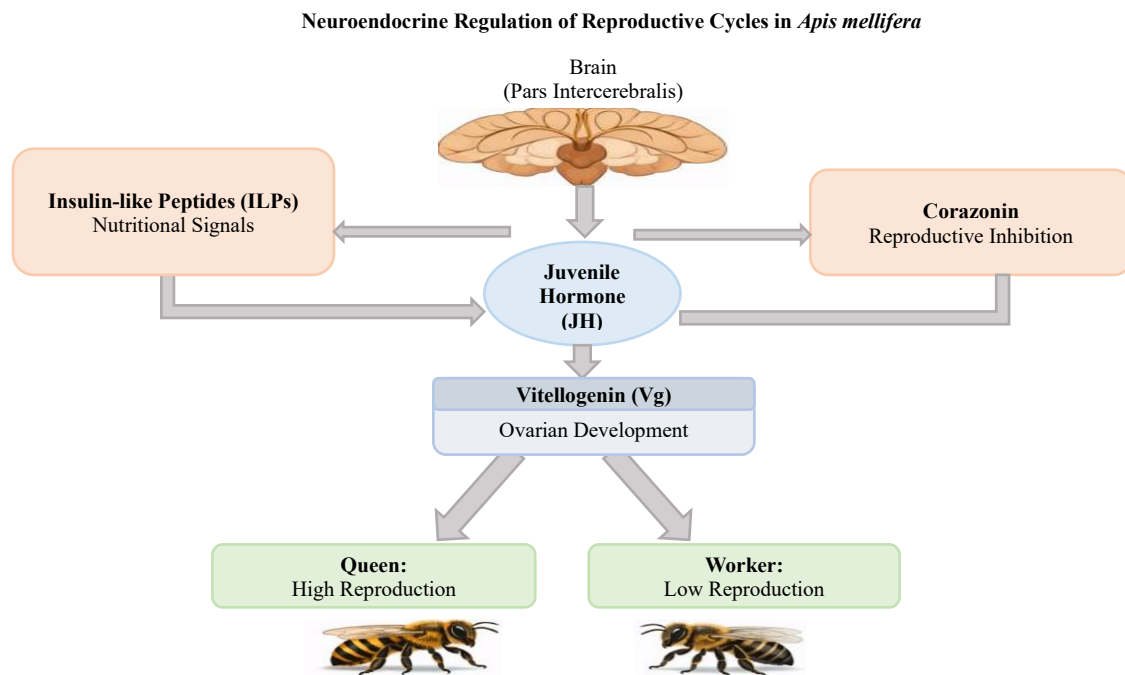 Neuroendocrine Regulation of Reproductive Cycles in Apis mellifera
Brain
(Pars Intercerebralis)
Insulin-like Peptides (ILPs)
Nutritional Signals
Corazonin
Reproductive Inhibition
Juvenile
Hormone
(JH)
Vitellogenin (Vg)
Ovarian Development
Queen:
High Reproduction
Worker:
Low Reproduction